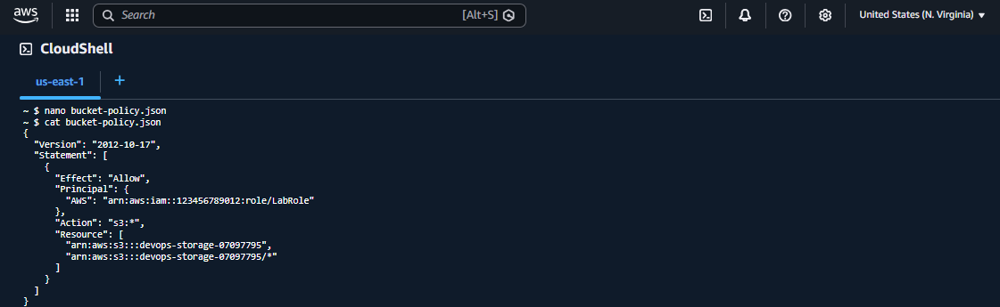 aws
Search
[Alt+S]
United States (N. Virginia)
CloudShell
us-east-1
+
~ $ nano bucket-policy.json
~ $ cat bucket-policy.json
{
  "Version": "2012-10-17",
  "Statement": [
    {
      "Effect": "Allow",
      "Principal": {
        "AWS": "arn:aws:iam::123456789012:role/LabRole"
      },
      "Action": "s3:*",
      "Resource": [
        "arn:aws:s3:::devops-storage-07097795",
        "arn:aws:s3:::devops-storage-07097795/*"
      ]
    }
  ]
}